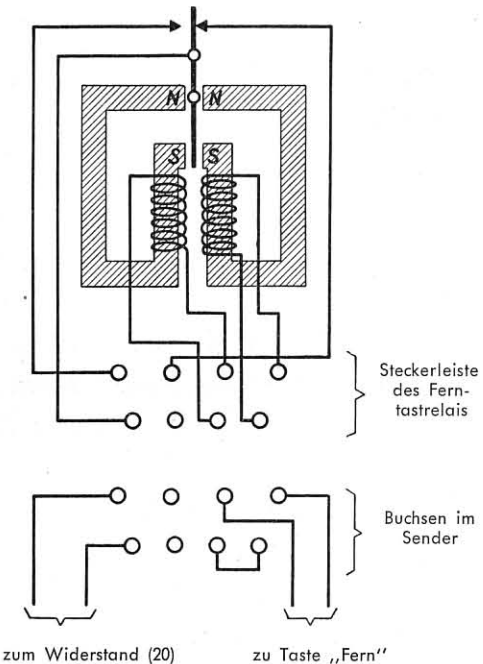 N N
S S
Steckerleiste
des Fern-
tastrelais
Buchsen im
Sender
zum Widerstand (20)
zu Taste „Fern‟